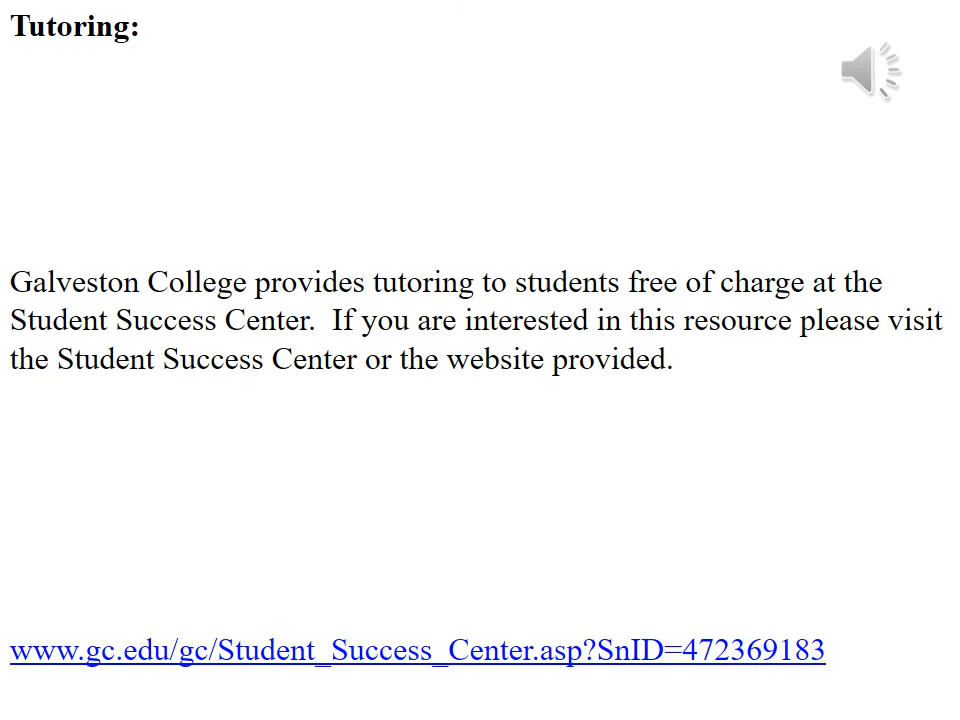 Tutoring:
Galveston College provides tutoring to students free of charge at the
Student Success Center.  If you are interested in this resource please visit
the Student Success Center or the website provided.
www.gc.edu/gc/Student_Success_Center.asp?SnID=472369183